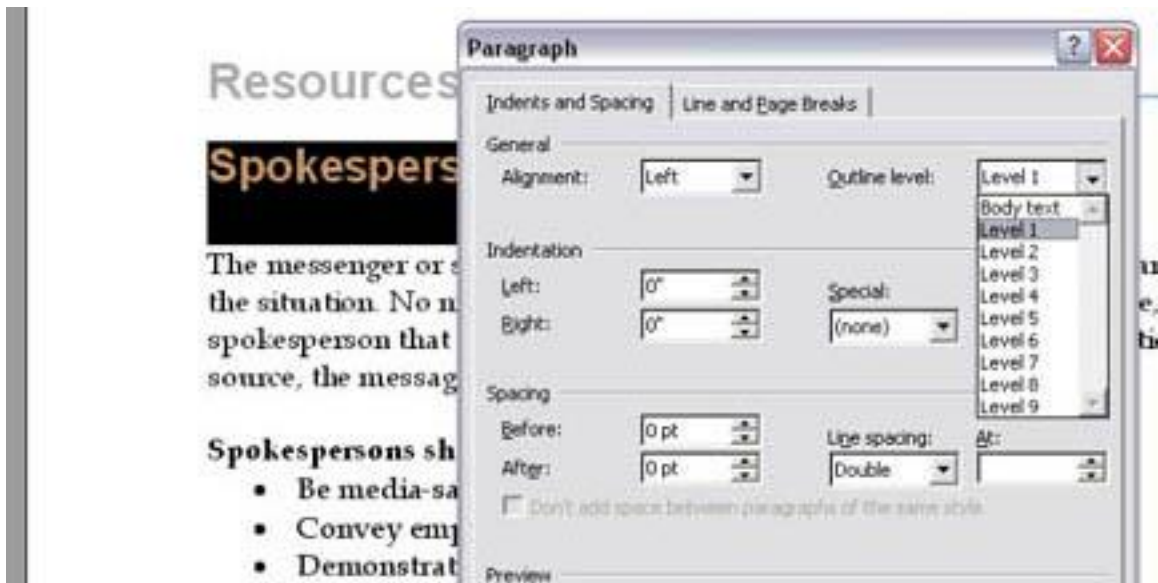 Resources
Spokespers
The messenger or s
the situation. No n
e,
spokesperson that
source, the messag
Spokespersons sh
• Be media-sa
• Convey emp
• Demonstrat
Paragraph
?
Indents and Spacing
Line and Page Breaks
General
Alignment:
Left
Outline level:
Level 1
Body text
Level 1
Level 2
Level 3
Level 4
Level 5
Level 6
Level 7
Level 8
Level 9
Indentation
Left:
0"
Right:
0"
Special:
(none)
Spacing
Before:
0 pt
After:
0 pt
Line spacing:
Double
At:
Don't add space between paragraphs of the same style
Preview